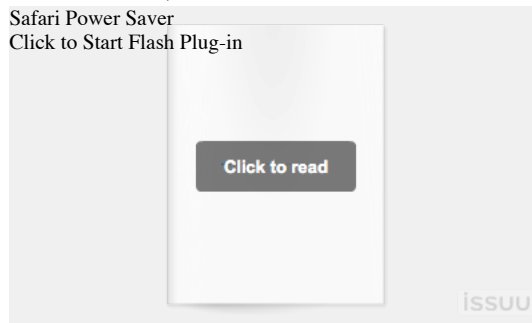 Safari Power Saver
Click to Start Flash Plug-in
Click to read
issuu